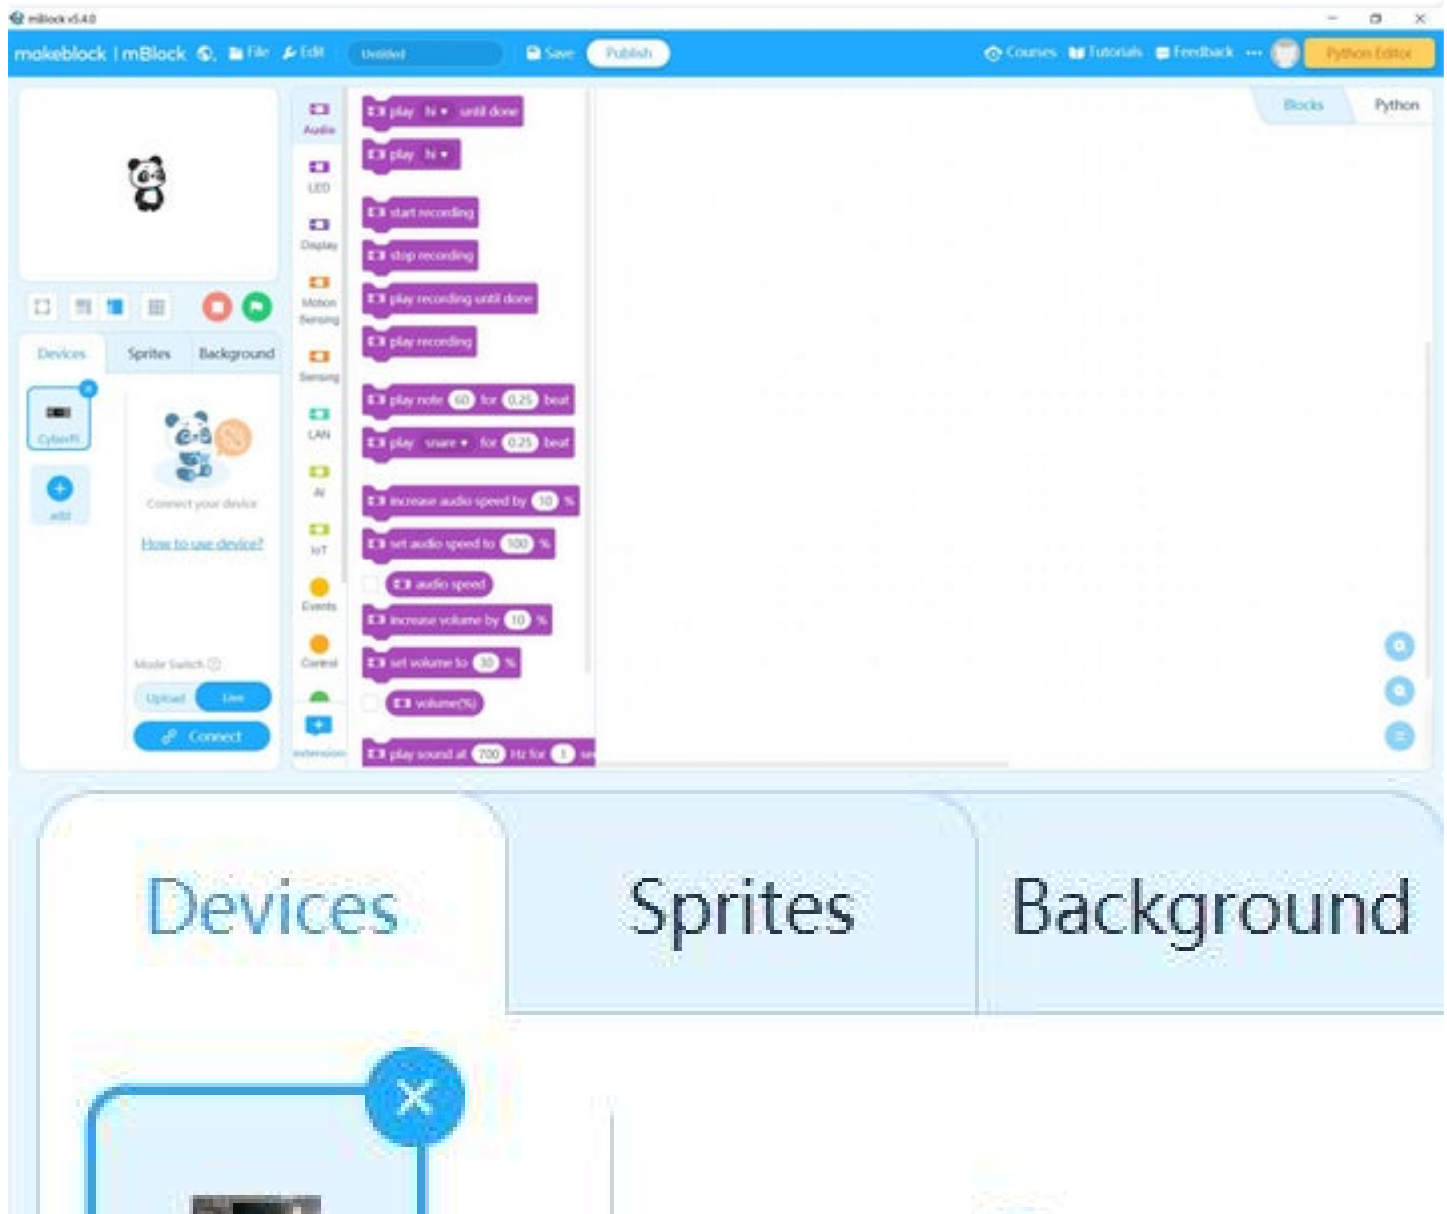 mBlock v5.4.0
makeblock | mBlock File Edit Untitled Save Publish Courses Tutorials Feedback ... Python Editor
Blocks Python
Audio
LED
Display
Motion
Sensing
Sensing
LAN
AI
IoT
Events
Control
extension
play hi until done
play hi
start recording
stop recording
play recording until done
play recording
play note 60 for 0.25 beat
play snare for 0.25 beat
increase audio speed by 10 %
set audio speed to 100 %
audio speed
increase volume by 10 %
set volume to 30 %
volume(%)
play sound at 700 Hz for 1 se
Devices Sprites Background
CyberPi
add
Connect your device
How to use device?
Mode Switch ?
Upload Live
Connect
Devices Sprites Background